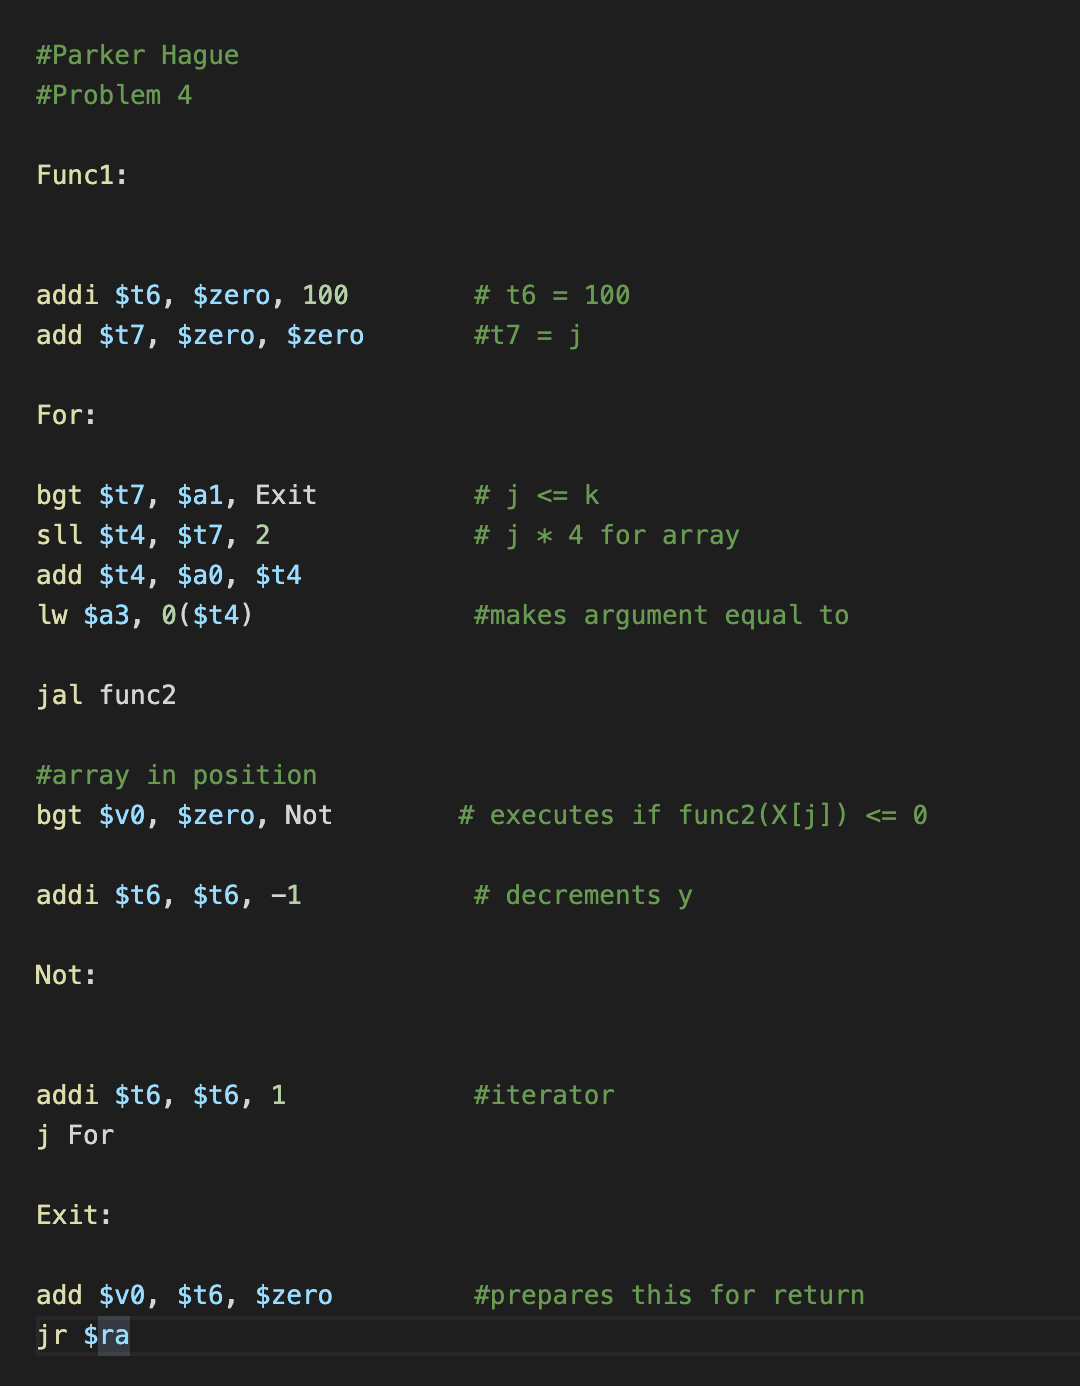 #Parker Hague
#Problem 4
Func1:
addi $t6, $zero, 100 # t6 = 100
add $t7, $zero, $zero #t7 = j
For:
bgt $t7, $a1, Exit # j <= k
sll $t4, $t7, 2 # j * 4 for array
add $t4, $a0, $t4
lw $a3, 0($t4) #makes argument equal to
jal func2
#array in position
bgt $v0, $zero, Not # executes if func2(X[j]) <= 0
addi $t6, $t6, -1 # decrements y
Not:
addi $t6, $t6, 1 #iterator
j For
Exit:
add $v0, $t6, $zero #prepares this for return
jr $ra